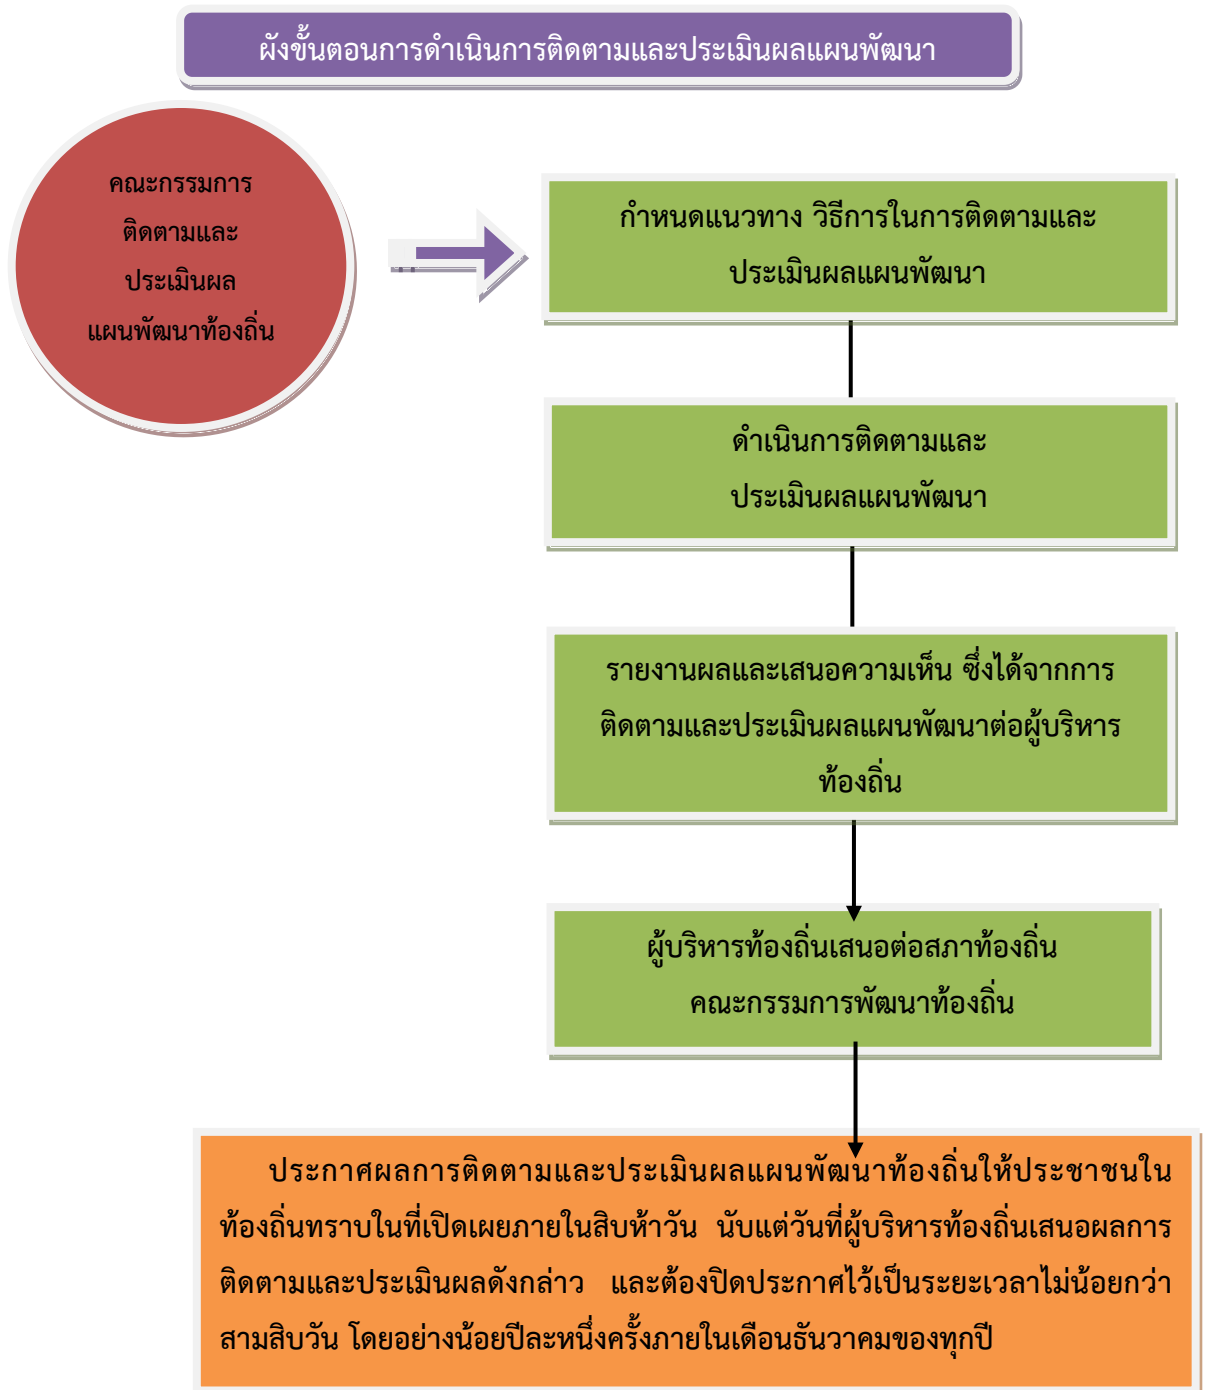 ผังขั้นตอนการดำเนินการติดตามและประเมินผลแผนพัฒนา
คณะกรรมการ
ติดตามและ
ประเมินผล
แผนพัฒนาท้องถิ่น
กำหนดแนวทาง วิธีการในการติดตามและ
ประเมินผลแผนพัฒนา
ดำเนินการติดตามและ
ประเมินผลแผนพัฒนา
รายงานผลและเสนอความเห็น ซึ่งได้จากการ
ติดตามและประเมินผลแผนพัฒนาต่อผู้บริหาร
ท้องถิ่น
ผู้บริหารท้องถิ่นเสนอต่อสภาท้องถิ่น
คณะกรรมการพัฒนาท้องถิ่น
ประกาศผลการติดตามและประเมินผลแผนพัฒนาท้องถิ่นให้ประชาชนใน
ท้องถิ่นทราบในที่เปิดเผยภายในสิบห้าวัน นับแต่วันที่ผู้บริหารท้องถิ่นเสนอผลการ
ติดตามและประเมินผลดังกล่าว และต้องปิดประกาศไว้เป็นระยะเวลาไม่น้อยกว่า
สามสิบวัน โดยอย่างน้อยปีละหนึ่งครั้งภายในเดือนธันวาคมของทุกปี